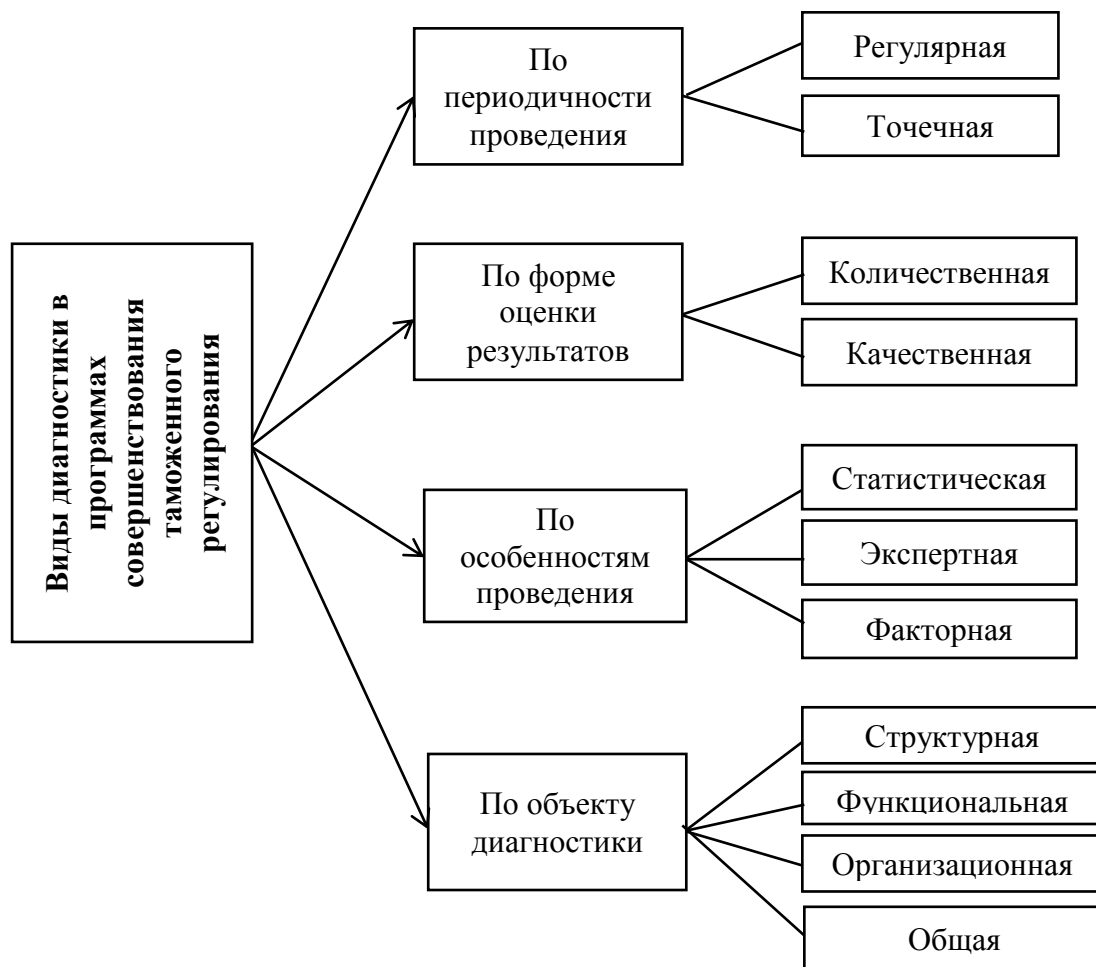 Виды диагностики в
программах
совершенствования
таможенного
регулирования
По
периодичности
проведения
Регулярная
Точечная
По форме
оценки
результатов
Количественная
Качественная
По
особенностям
проведения
Статистическая
Экспертная
Факторная
По объекту
диагностики
Структурная
Функциональная
Организационная
Общая